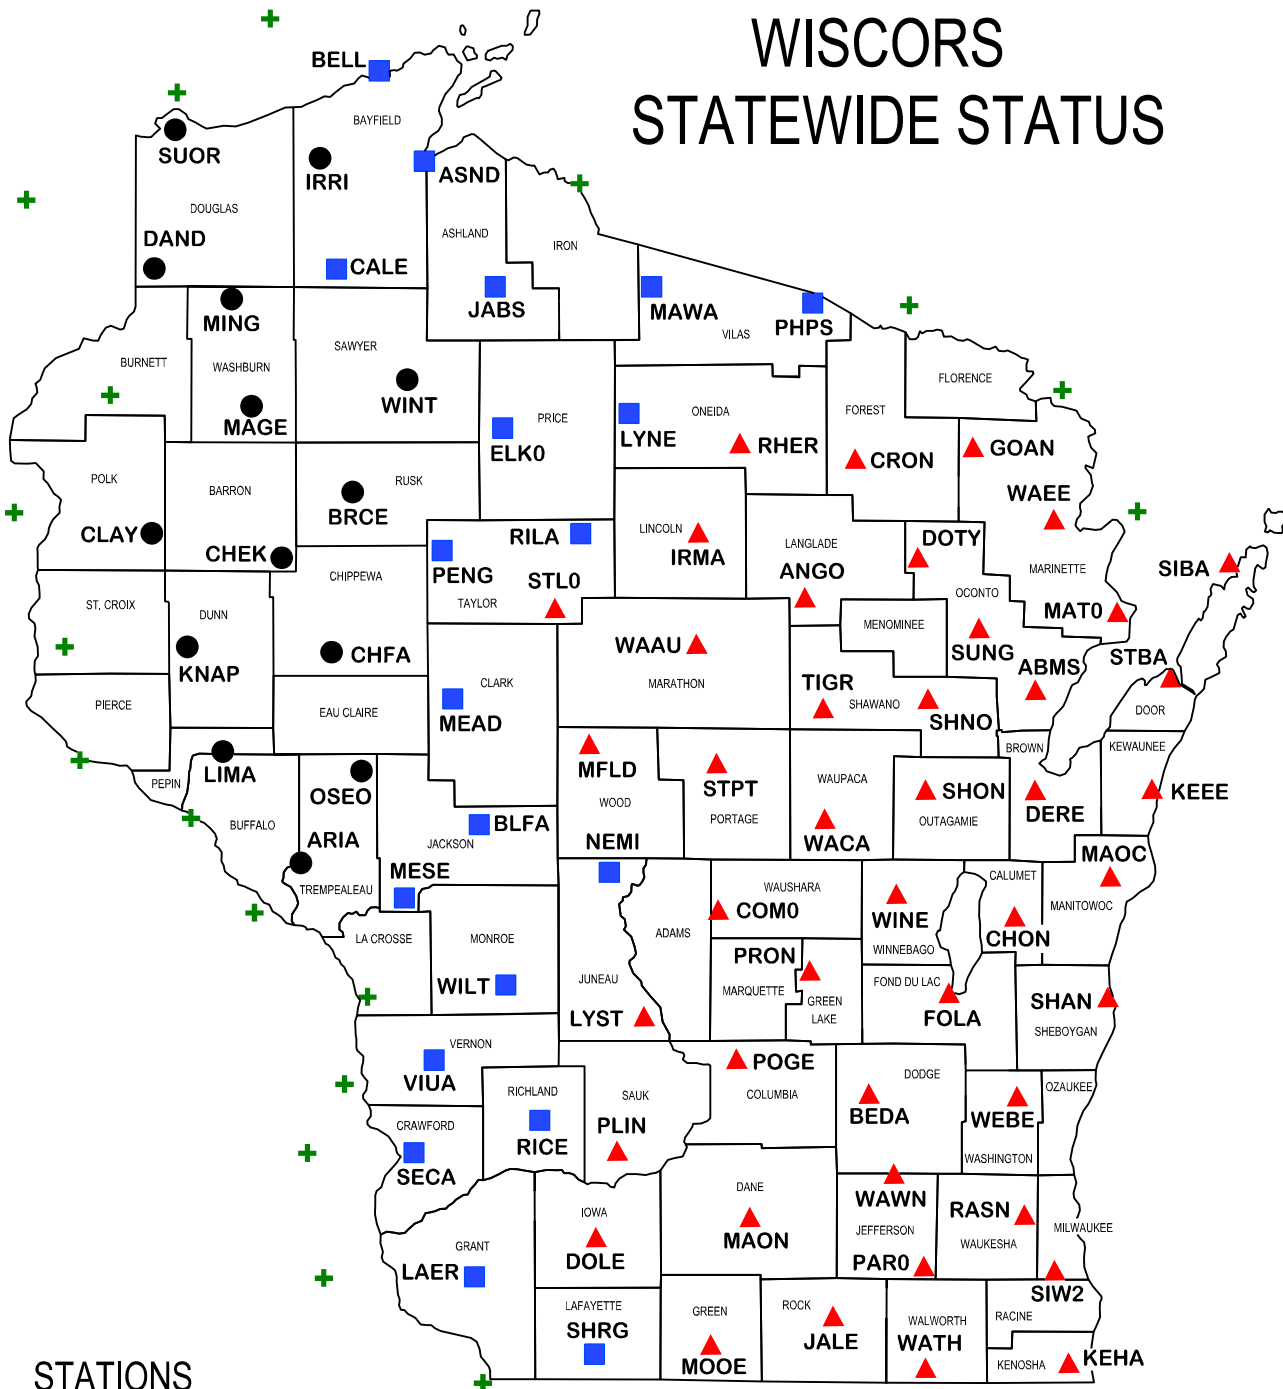 WISCORS
STATEWIDE STATUS
BELL
BAYFIELD
SUOR
IRRI
ASND
DOUGLAS
DAND
ASHLAND
IRON
CALE
MING
JABS
MAWA
PHPS
VILAS
BURNETT
WASHBURN
SAWYER
FLORENCE
MAGE
WINT
PRICE
LYNE
ONEIDA
FOREST
ELK0
RHER
CRON
GOAN
POLK
BARRON
RUSK
BRCE
WAEE
CLAY
CHEK
RILA
LINCOLN
IRMA
LANGLADE
DOTY
PENG
CHIPPEWA
STL0
ANGO
MARINETTE
SIBA
TAYLOR
OCONTO
ST. CROIX
DUNN
MAT0
MENOMINEE
KNAP
CHFA
WAAU
SUNG
STBA
CLARK
MARATHON
TIGR
ABMS
PIERCE
EAU CLAIRE
MEAD
SHAWANO
SHNO
DOOR
BROWN
KEWAUNEE
LIMA
MFLD
STPT
WAUPACA
PEPIN
OSEO
WOOD
SHON
KEEE
BUFFALO
BLFA
PORTAGE
OUTAGAMIE
DERE
ARIA
JACKSON
NEMI
WACA
MESE
MAOC
TREMPEALEAU
WAUSHARA
CALUMET
COM0
WINE
MANITOWOC
LA CROSSE
MONROE
ADAMS
CHON
PRON
WINNEBAGO
WILT
JUNEAU
MARQUETTE
FOND DU LAC
GREEN
LAKE
LYST
FOLA
SHAN
SHEBOYGAN
VERNON
VIUA
POGE
DODGE
RICHLAND
SAUK
COLUMBIA
OZAUKEE
BEDA
WEBE
CRAWFORD
RICE
PLIN
SECA
WASHINGTON
DANE
WAWN
IOWA
RASN
JEFFERSON
MILWAUKEE
GRANT
MAON
WAUKESHA
DOLE
PAR0
LAER
SIW2
LAFAYETTE
GREEN
ROCK
WALWORTH
RACINE
SHRG
JALE
WATH
MOOE
KENOSHA
KEHA
STATIONS